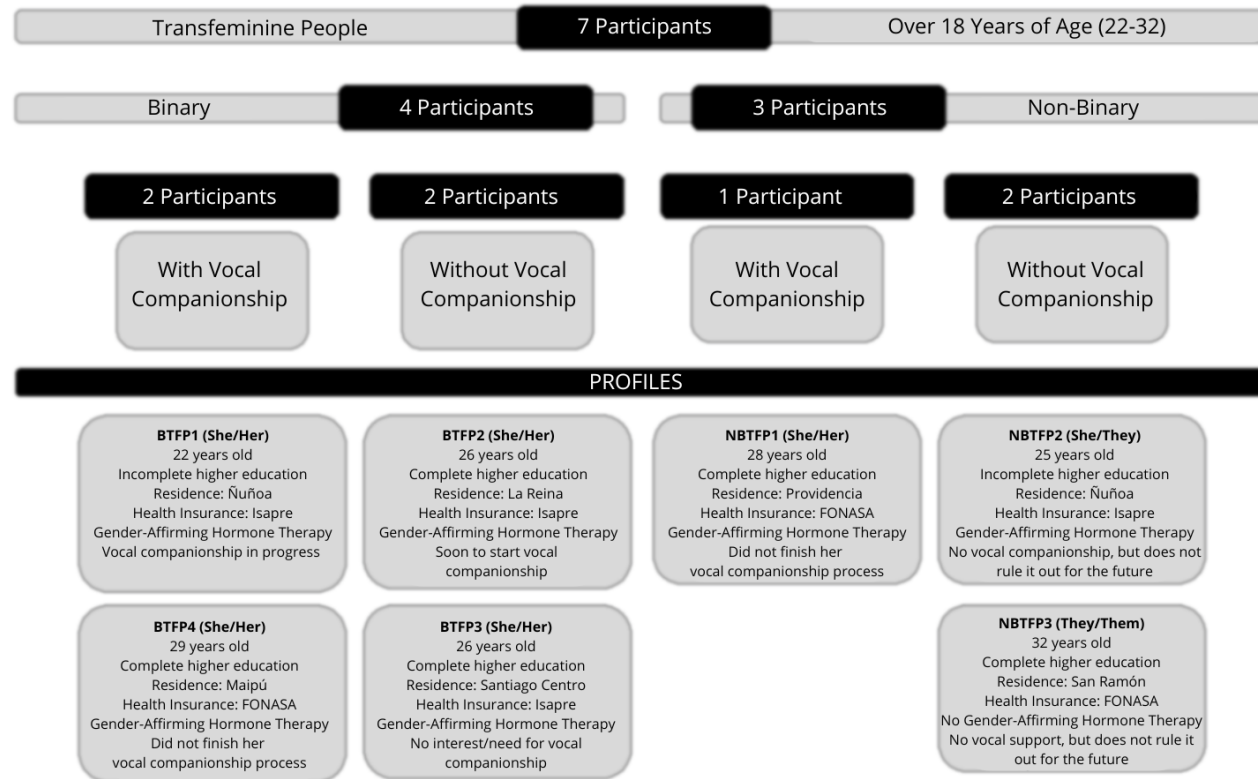 Transfeminine People
7 Participants
Over 18 Years of Age (22-32)
Binary
4 Participants
3 Participants
Non-Binary
2 Participants
2 Participants
1 Participant
2 Participants
With Vocal
Companionship
Without Vocal
Companionship
With Vocal
Companionship
Without Vocal
Companionship
PROFILES
BTFP1 (She/Her)
22 years old
Incomplete higher education
Residence: Ñuñoa
Health Insurance: Isapre
Gender-Affirming Hormone Therapy
Vocal companionship in progress
BTFP2 (She/Her)
26 years old
Complete higher education
Residence: La Reina
Health Insurance: Isapre
Gender-Affirming Hormone Therapy
Soon to start vocal
companionship
NBTFP1 (She/Her)
28 years old
Complete higher education
Residence: Providencia
Health Insurance: FONASA
Gender-Affirming Hormone Therapy
Did not finish her
vocal companionship process
NBTFP2 (She/They)
25 years old
Incomplete higher education
Residence: Ñuñoa
Health Insurance: Isapre
Gender-Affirming Hormone Therapy
No vocal companionship, but does not
rule it out for the future
BTFP4 (She/Her)
29 years old
Complete higher education
Residence: Maipú
Health Insurance: FONASA
Gender-Affirming Hormone Therapy
Did not finish her
vocal companionship process
BTFP3 (She/Her)
26 years old
Complete higher education
Residence: Santiago Centro
Health Insurance: Isapre
Gender-Affirming Hormone Therapy
No interest/need for vocal
companionship
NBTFP3 (They/Them)
32 years old
Complete higher education
Residence: San Ramón
Health Insurance: FONASA
No Gender-Affirming Hormone Therapy
No vocal support, but does not rule it
out for the future